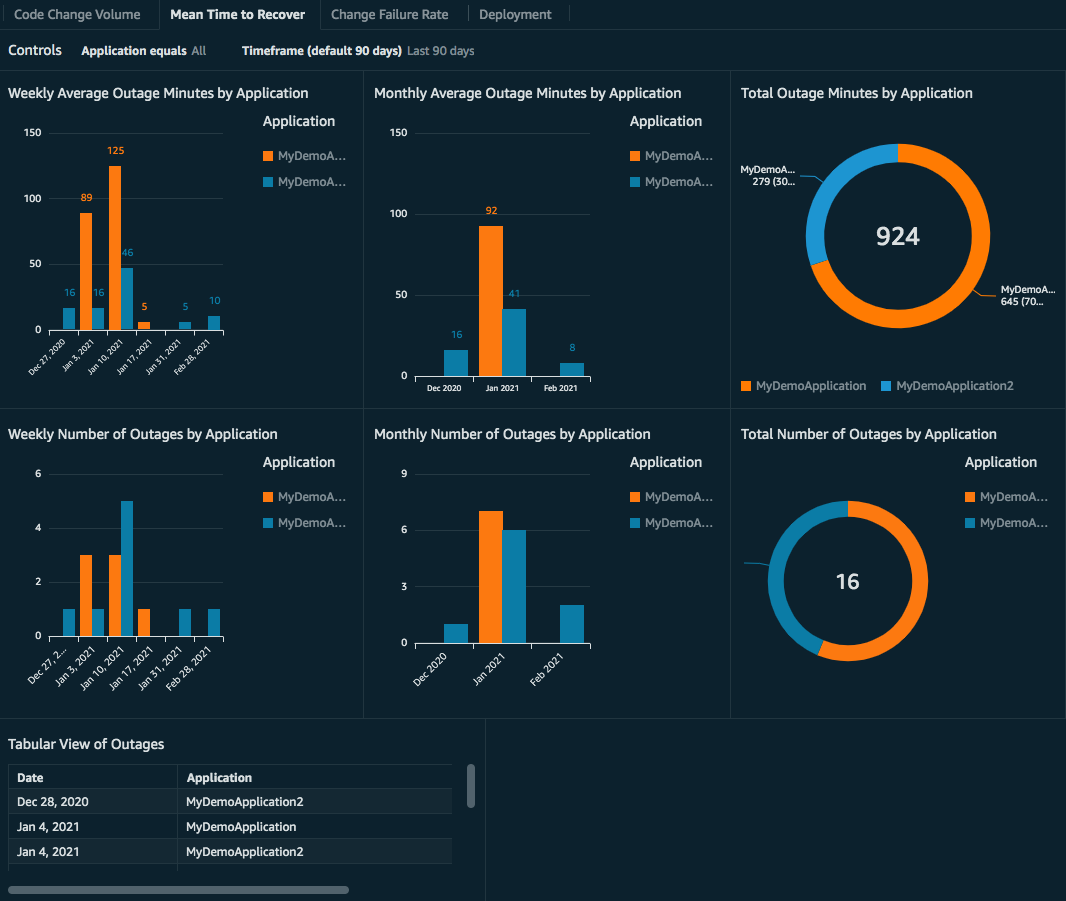 Code Change Volume
Mean Time to Recover
Change Failure Rate
Deployment
Controls
Application equals All
Timeframe (default 90 days) Last 90 days
Weekly Average Outage Minutes by Application
150
100
50
0
16
89
16
125
46
5
5
10
Dec 27, 2020
Jan 3, 2021
Jan 10, 2021
Jan 17, 2021
Jan 31, 2021
Feb 28, 2021
Application
MyDemoA...
MyDemoA...
Monthly Average Outage Minutes by Application
150
100
50
0
16
92
41
8
Dec 2020
Jan 2021
Feb 2021
Application
MyDemoA...
MyDemoA...
Total Outage Minutes by Application
MyDemoA...
279 (30...
924
MyDemoA...
645 (70...
MyDemoApplication
MyDemoApplication2
Weekly Number of Outages by Application
6
4
2
0
Dec 27, 2...
Jan 3, 2021
Jan 10, 2021
Jan 17, 2021
Jan 31, 2021
Feb 28, 2021
Application
MyDemoA...
MyDemoA...
Monthly Number of Outages by Application
9
6
3
0
Dec 2020
Jan 2021
Feb 2021
Application
MyDemoA...
MyDemoA...
Total Number of Outages by Application
16
Application
MyDemoA...
MyDemoA...
Tabular View of Outages
Date Application
Dec 28, 2020 MyDemoApplication2
Jan 4, 2021 MyDemoApplication
Jan 4, 2021 MyDemoApplication2